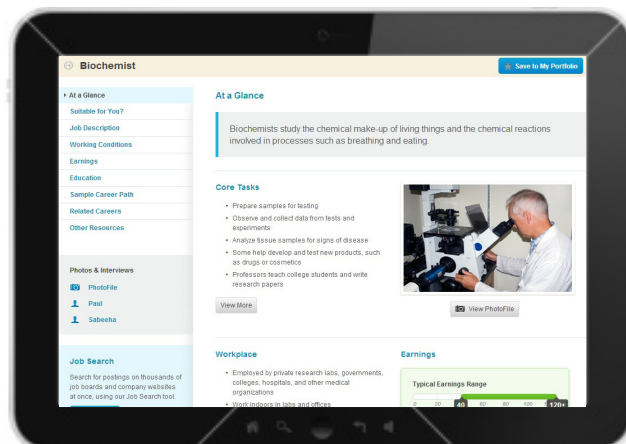 Biochemist
Save to My Portfolio
At a Glance
Suitable for You?
Job Description
Working Conditions
Earnings
Education
Sample Career Path
Related Careers
Other Resources
Photos & Interviews
PhotoFile
Paul
Sabeeha
Job Search
Search for postings on thousands of
job boards and company websites
at once, using our Job Search tool.
At a Glance
Biochemists study the chemical make-up of living things and the chemical reactions
involved in processes such as breathing and eating.
Core Tasks
• Prepare samples for testing
• Observe and collect data from tests and
experiments
• Analyze tissue samples for signs of disease
• Some help develop and test new products, such
as drugs or cosmetics
• Professors teach college students and write
research papers
View More
View PhotoFile
Workplace
• Employed by private research labs, governments,
colleges, hospitals, and other medical
organizations
• Work indoors in labs and offices
Earnings
Typical Earnings Range
0 20 40 60 80 100 120+